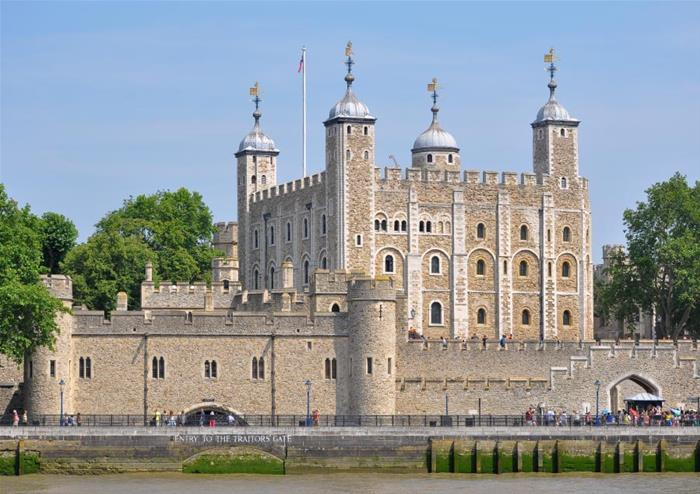 ENTRY TO THE TRAITORS GATE